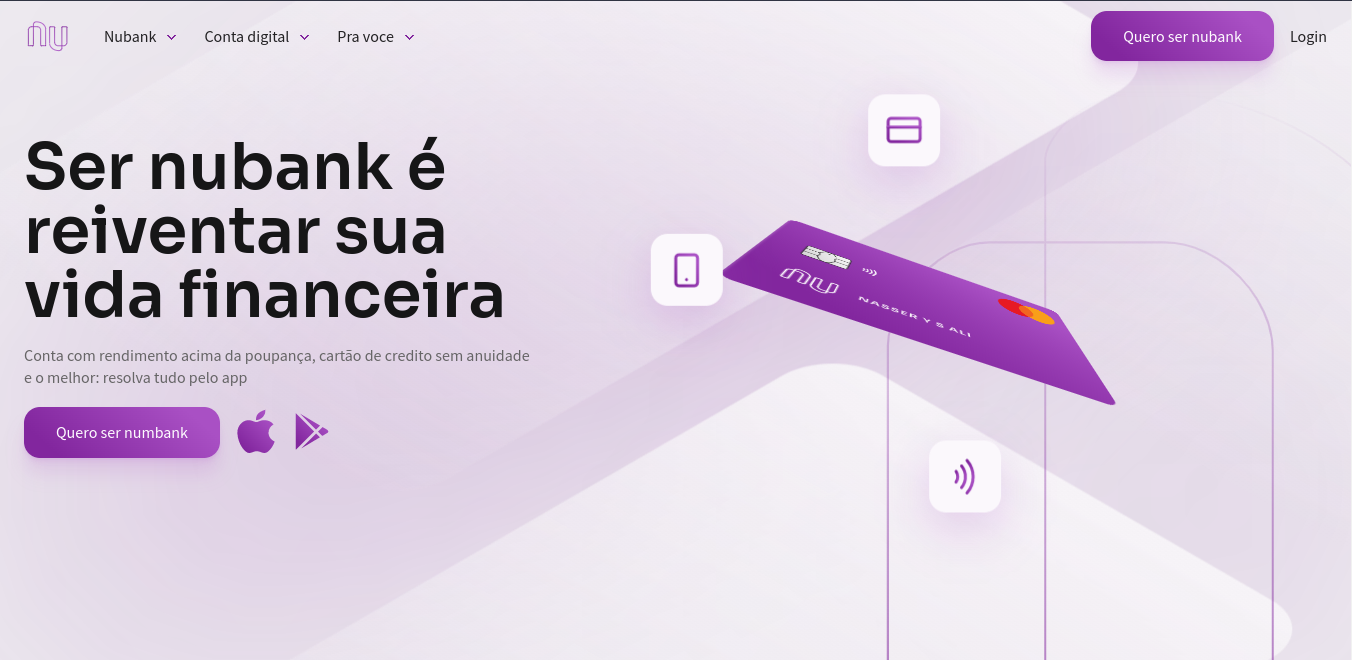 nu
Nubank
Conta digital
Pra voce
Quero ser nubank
Login
Ser nubank é
reiventar sua
vida financeira
Conta com rendimento acima da poupança, cartão de credito sem anuidade
e o melhor: resolva tudo pelo app
Quero ser numbank
nu
NASSER Y S ALI